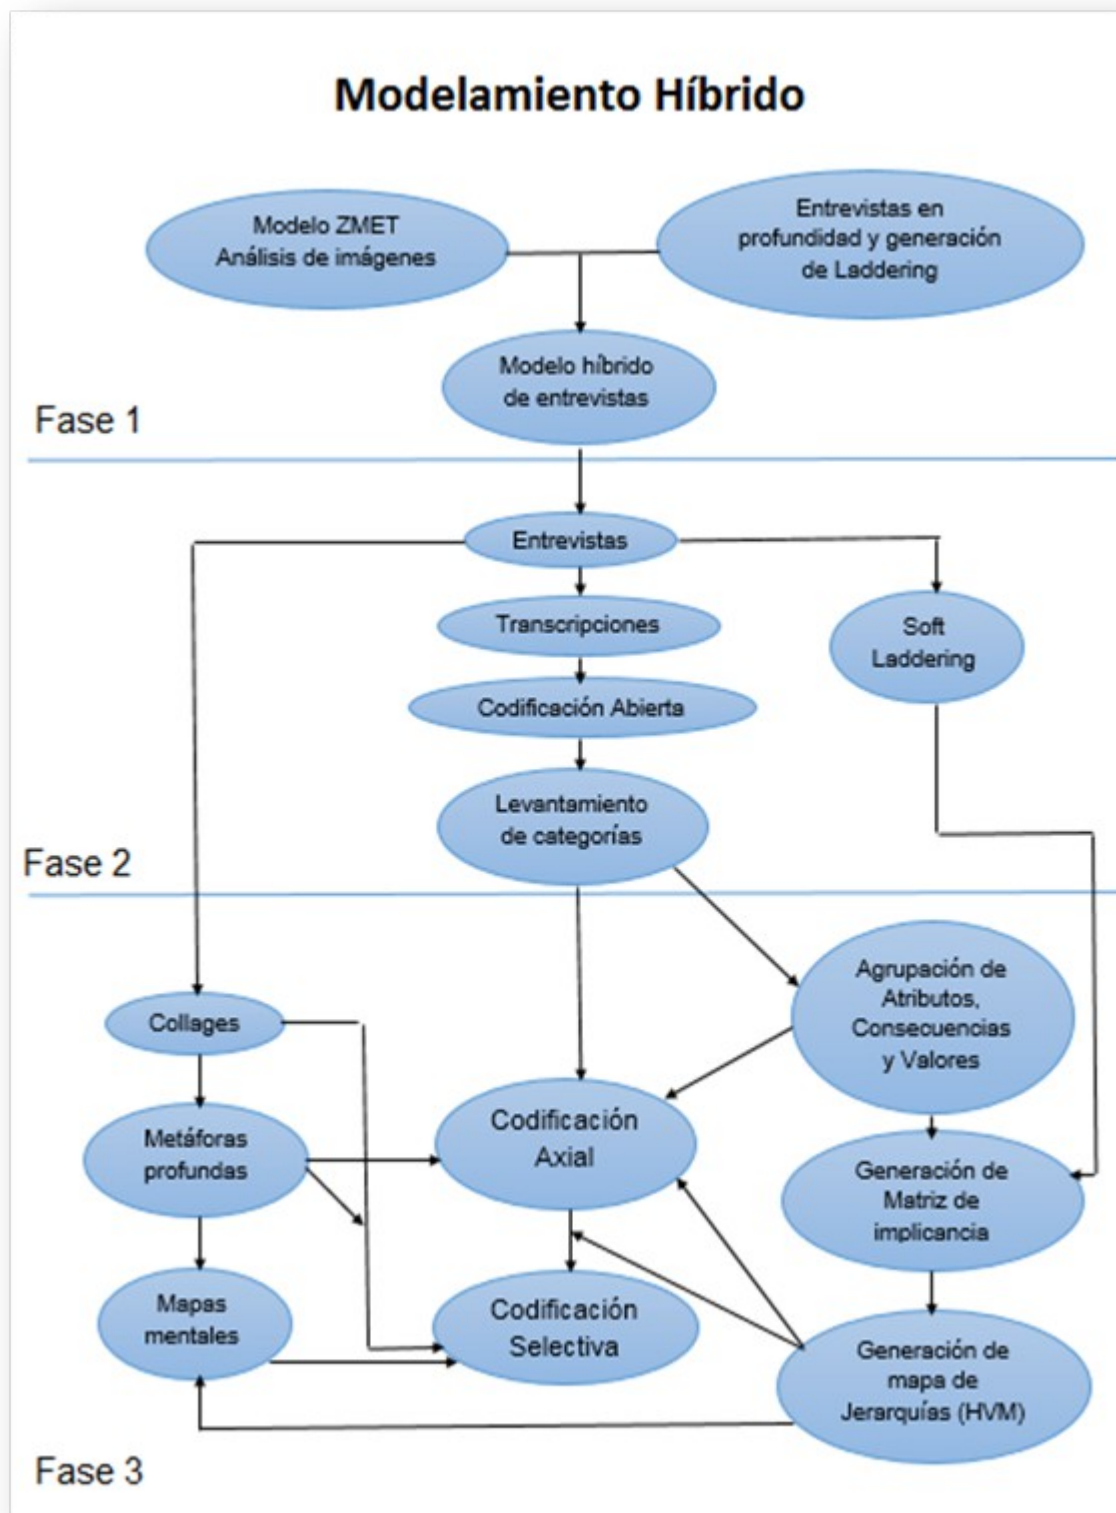 Modelamiento Híbrido
Modelo ZMET
Análisis de imágenes
Entrevistas en
profundidad y generación
de Laddering
Modelo híbrido
de entrevistas
Fase 1
Entrevistas
Transcripciones
Soft
Laddering
Codificación Abierta
Levantamiento
de categorías
Fase 2
Agrupación de
Atributos,
Consecuencias
y Valores
Collages
Metáforas
profundas
Codificación
Axial
Generación de
Matriz de
implicancia
Mapas
mentales
Codificación
Selectiva
Generación de
mapa de
Jerarquías (HVM)
Fase 3